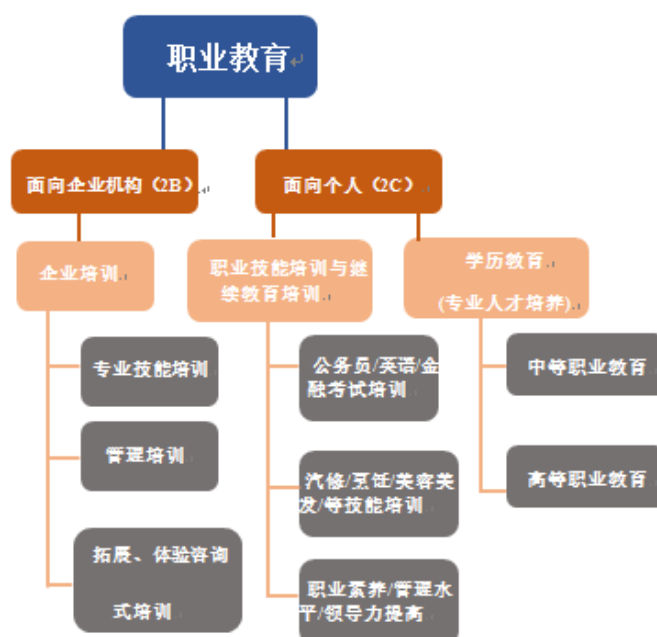 职业教育
面向企业机构（2B）
面向个人（2C）
企业培训
职业技能培训与继
续教育培训
学历教育
(专业人才培养)
专业技能培训
管理培训
拓展、体验咨询
式培训
公务员/英语/金
融考试培训
汽修/烹饪/美容美
发/等技能培训
职业素养/管理水
平/领导力提高
中等职业教育
高等职业教育